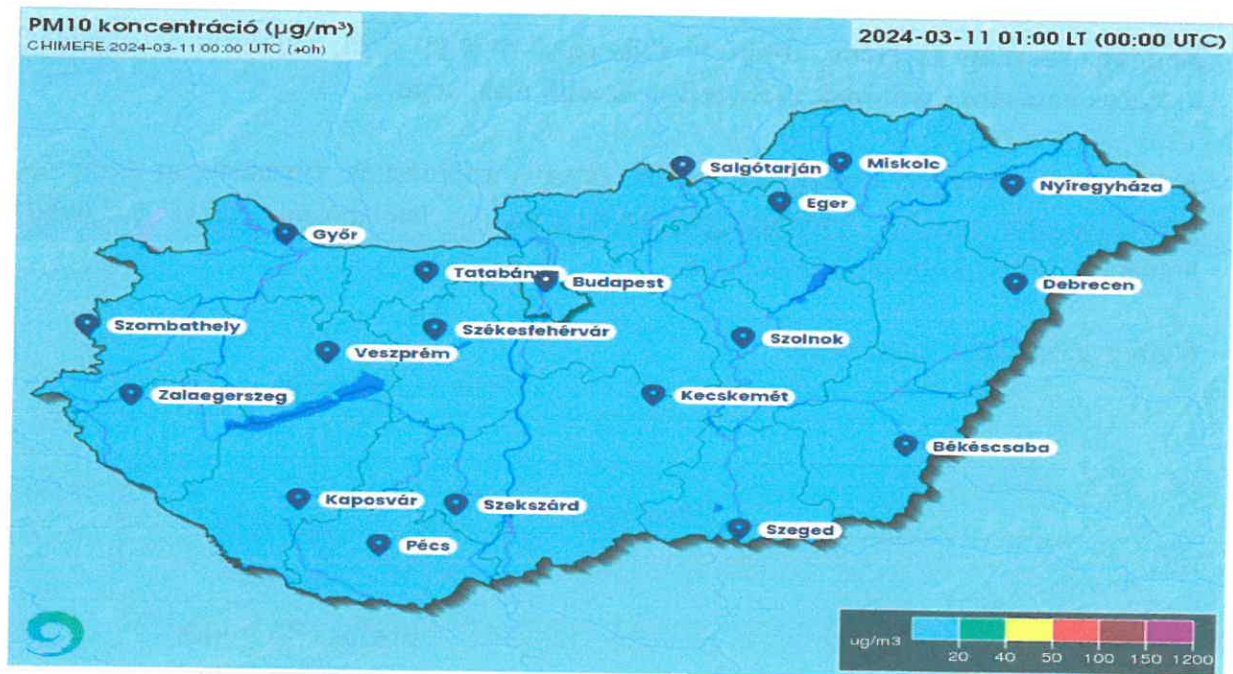 PM10 koncentráció (µg/m³)
CHIMERE 2024-03-11 00:00 UTC (+0h)
2024-03-11 01:00 LT (00:00 UTC)
Salgótarján
Miskolc
Nyíregyháza
Eger
Győr
Tatabánya
Budapest
Debrecen
Szombathely
Székesfehérvár
Szolnok
Veszprém
Zalaegerszeg
Kecskemét
Békéscsaba
Kaposvár
Szekszárd
Szeged
Pécs
ug/m3
20 40 50 100 150 1200